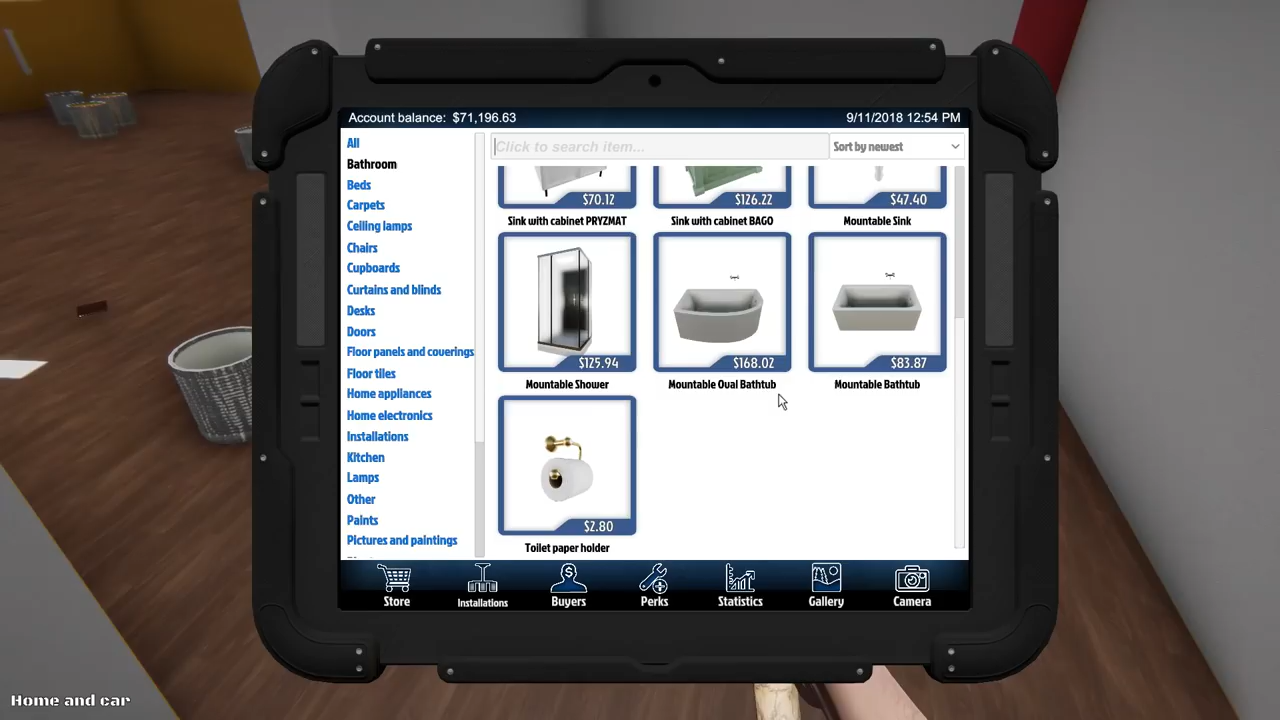 Account balance: $71,196.63
9/11/2018 12:54 PM
All
Bathroom
Beds
Carpets
Ceiling lamps
Chairs
Cupboards
Curtains and blinds
Desks
Doors
Floor panels and coverings
Floor tiles
Home appliances
Home electronics
Installations
Kitchen
Lamps
Other
Paints
Pictures and paintings
Click to search item...
Sort by newest
$70.12
$126.22
$47.40
Sink with cabinet PRYZMAT
Sink with cabinet BAGO
Mountable Sink
$125.94
$168.02
$83.87
Mountable Shower
Mountable Oval Bathtub
Mountable Bathtub
$2.80
Toilet paper holder
Store
Installations
Buyers
Perks
Statistics
Gallery
Camera
Home and car